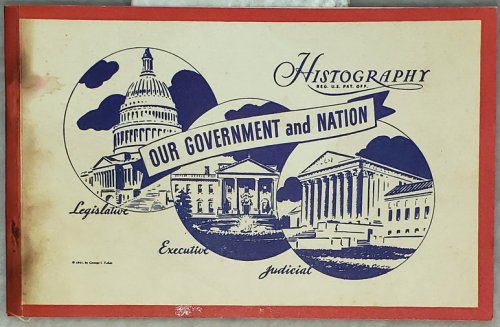 HISTOGRAPHY
REG. U.S. PAT. OFF.
OUR GOVERNMENT and NATION
Legislative
Executive
Judicial